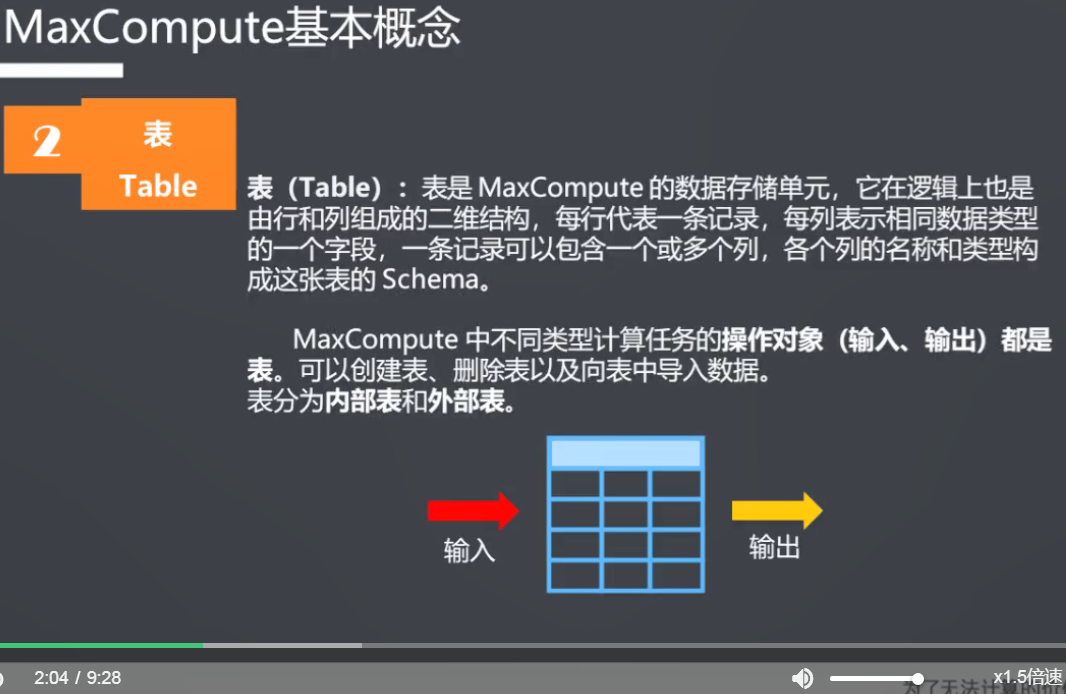 MaxCompute基本概念
2
表
Table
表（Table）：表是 MaxCompute 的数据存储单元，它在逻辑上也是
由行和列组成的二维结构，每行代表一条记录，每列表示相同数据类型
的一个字段，一条记录可以包含一个或多个列，各个列的名称和类型构
成这张表的 Schema。
MaxCompute 中不同类型计算任务的操作对象（输入、输出）都是
表。可以创建表、删除表以及向表中导入数据。
表分为内部表和外部表。
输入
输出
2:04 / 9:28
x1.5倍速